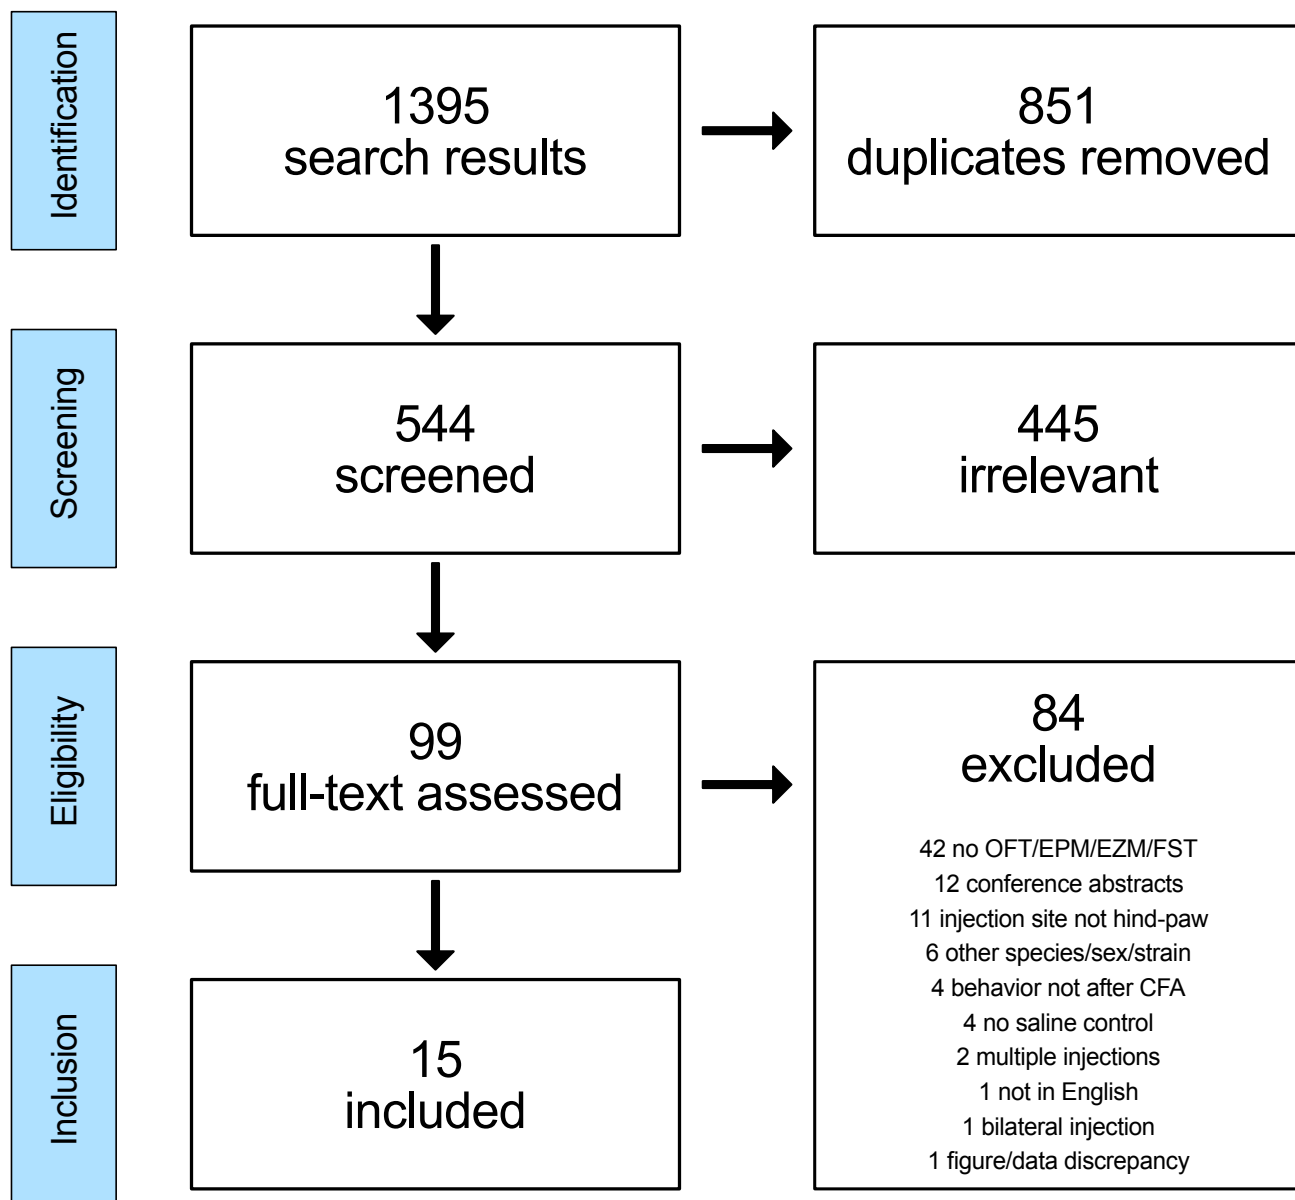 Identification
1395
search results
851
duplicates removed
Screening
544
screened
445
irrelevant
Eligibility
99
full-text assessed
84
excluded
42 no OFT/EPM/EZM/FST
12 conference abstracts
11 injection site not hind-paw
6 other species/sex/strain
4 behavior not after CFA
4 no saline control
2 multiple injections
1 not in English
1 bilateral injection
1 figure/data discrepancy
Inclusion
15
included